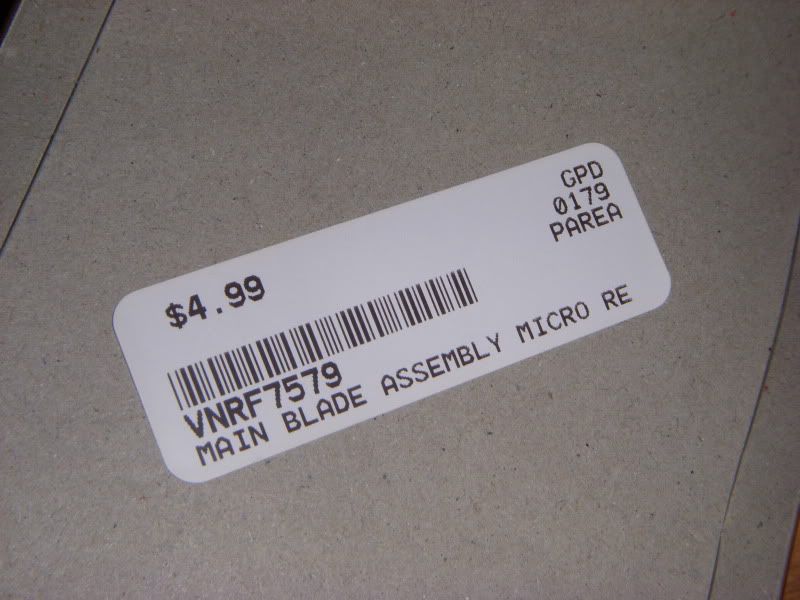 GPD
0179
PAREA
$4.99
VNRF7579
MAIN BLADE ASSEMBLY MICRO RE